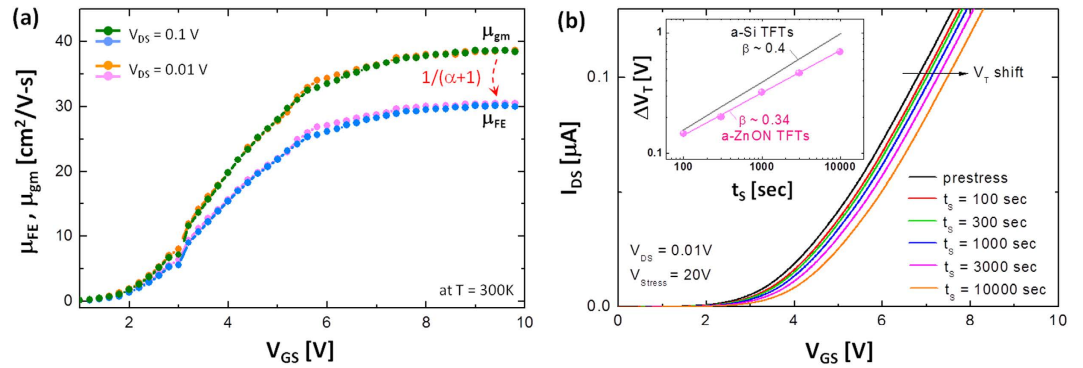 (a)
V_DS = 0.1 V
V_DS = 0.01 V
μ_gm
1/(α+1)
μ_FE
at T = 300K
40
30
20
10
0
2 4 6 8 10
μ_FE , μ_gm [cm²/V-s]
V_GS [V]
(b)
a-Si TFTs
β ~ 0.4
β ~ 0.34
a-ZnON TFTs
1
0.1
ΔV_T [V]
100 1000 10000
t_S [sec]
V_T shift
prestress
t_S = 100 sec
t_S = 300 sec
t_S = 1000 sec
t_S = 3000 sec
t_S = 10000 sec
V_DS = 0.01V
V_Stress = 20V
0.1
0.0
I_DS [μA]
0 2 4 6 8 10
V_GS [V]